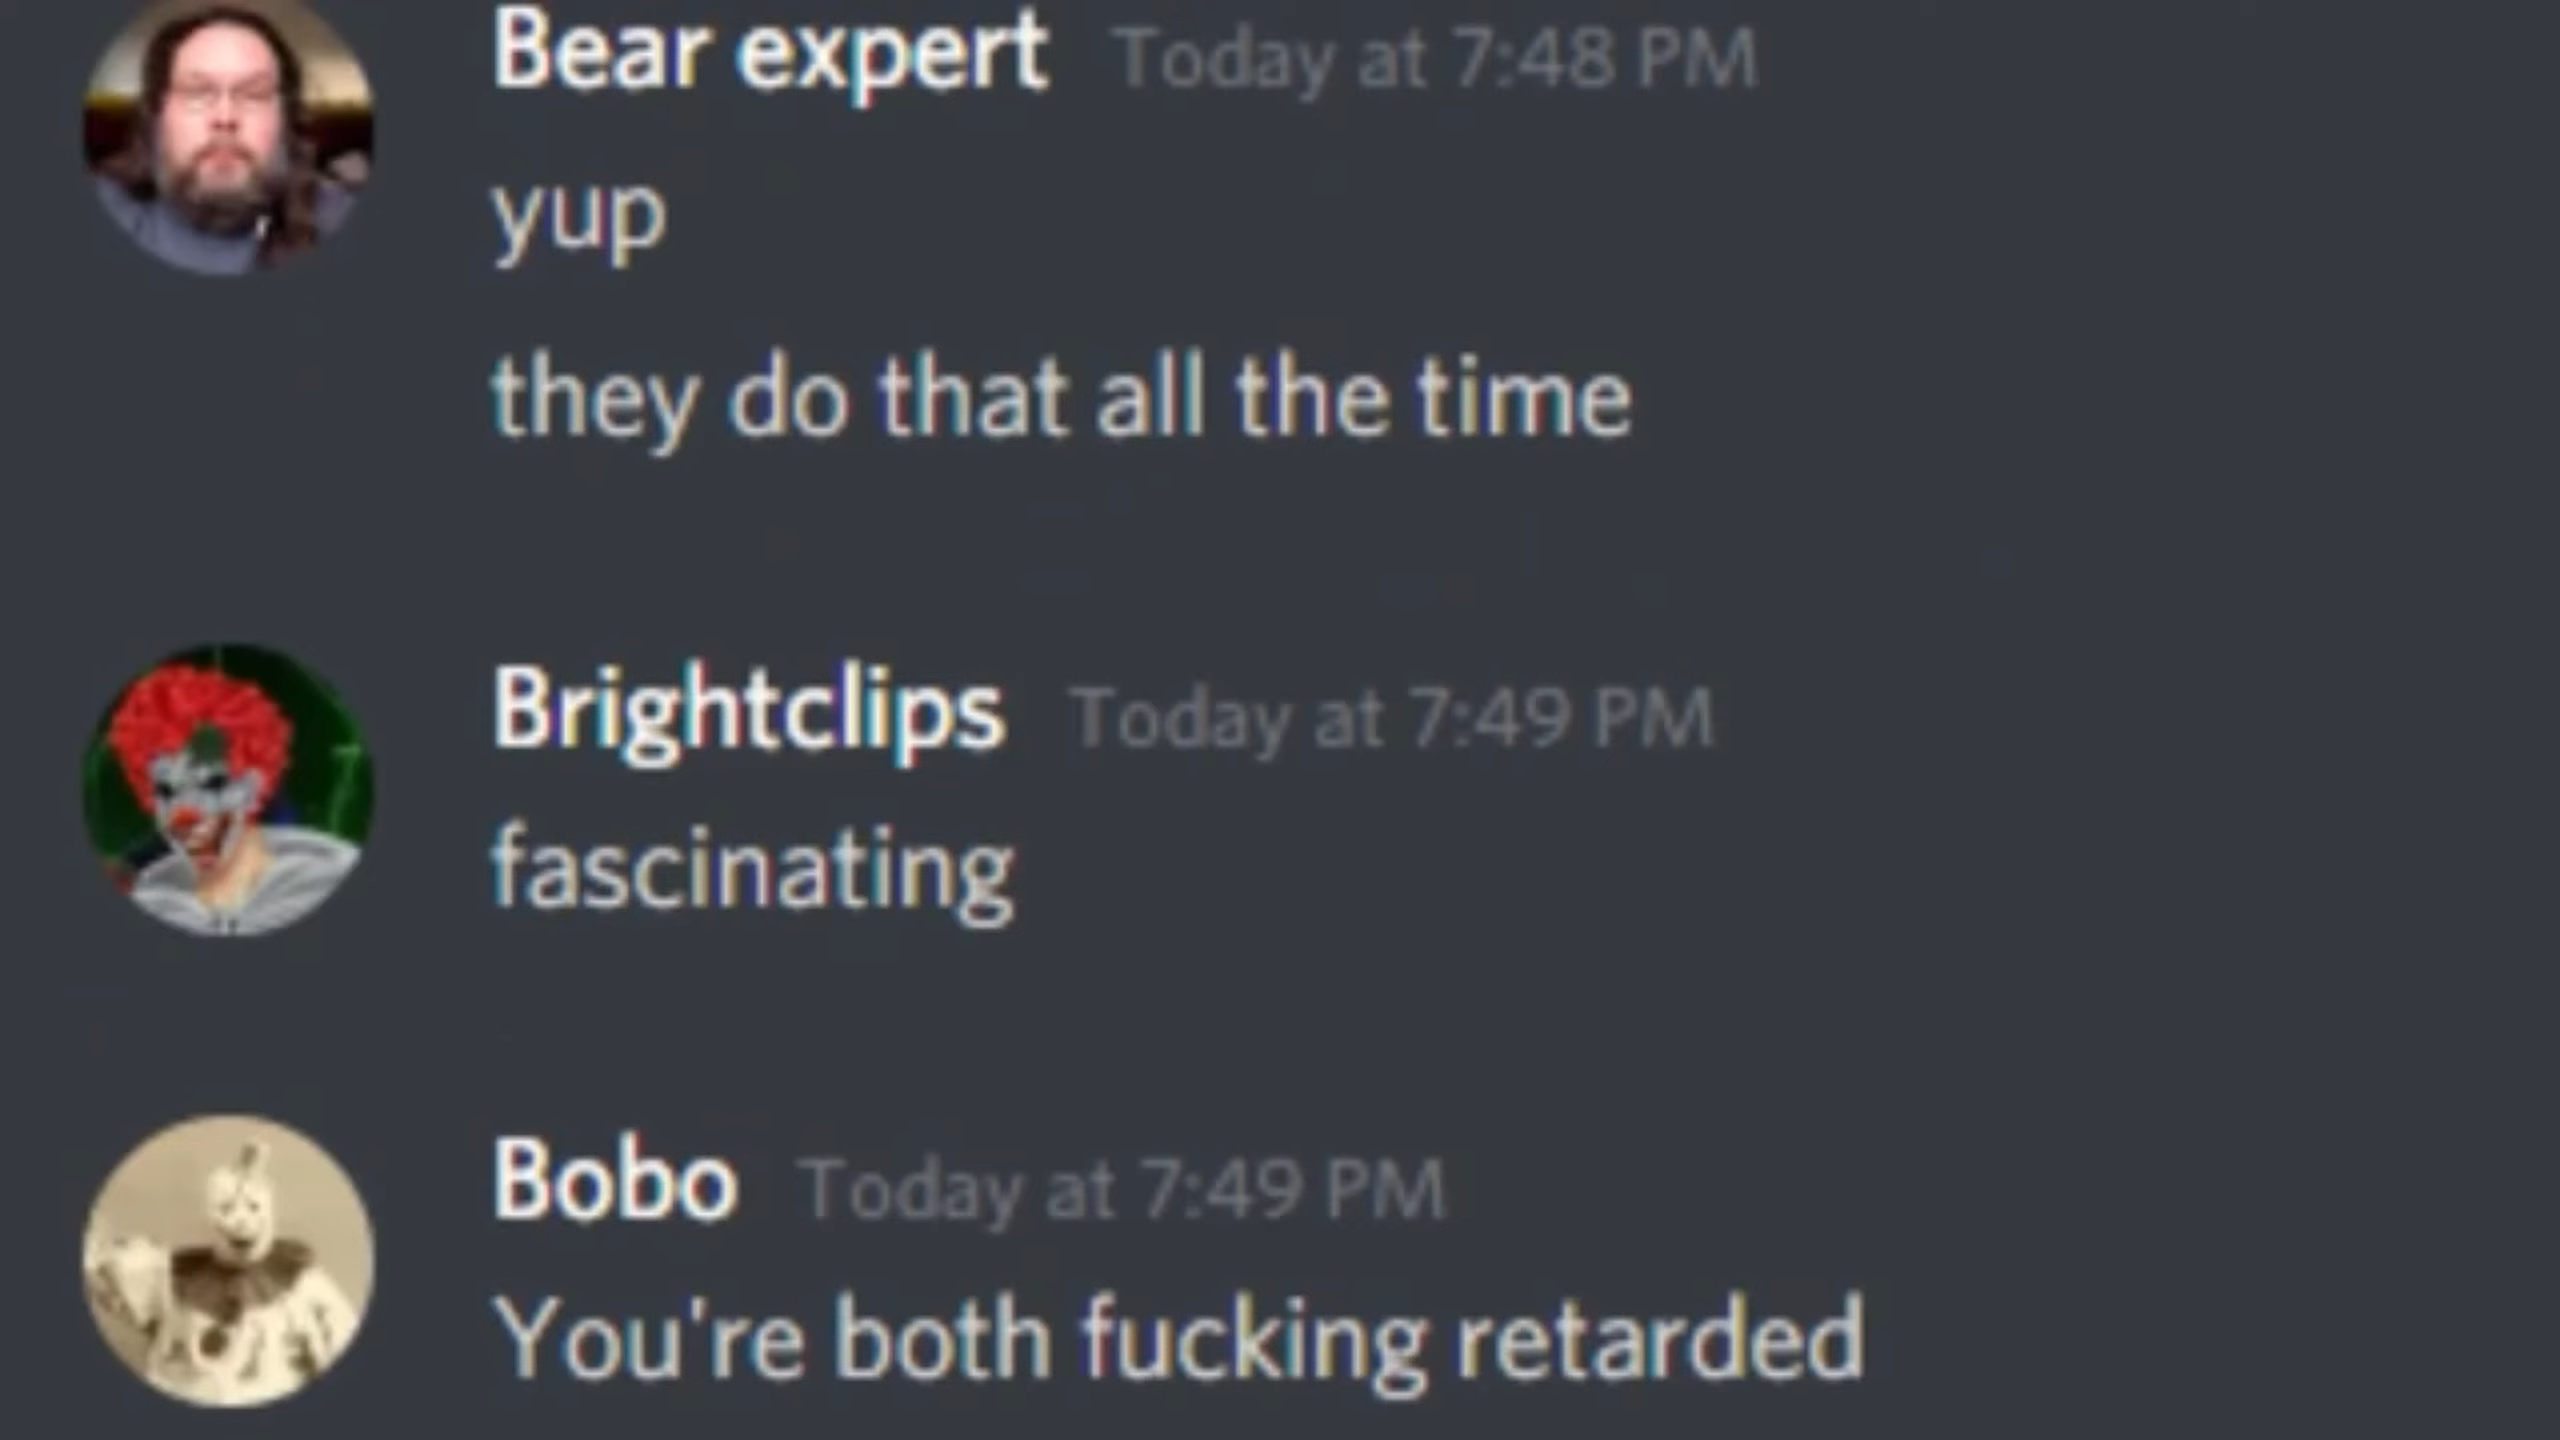 Bear expert Today at 7:48 PM
yup
they do that all the time
Brightclips Today at 7:49 PM
fascinating
Bobo Today at 7:49 PM
You're both fucking retarded